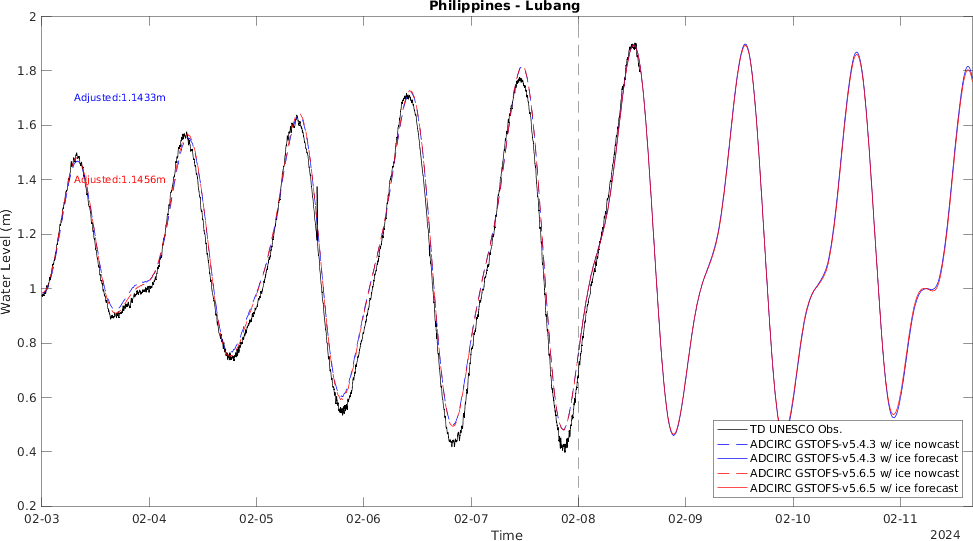 Philippines - Lubang
2
1.8
1.6
1.4
1.2
1
0.8
0.6
0.4
0.2
Water Level (m)
Adjusted:1.1433m
Adjusted:1.1456m
TD UNESCO Obs.
ADCIRC GSTOFS-v5.4.3 w/ ice nowcast
ADCIRC GSTOFS-v5.4.3 w/ ice forecast
ADCIRC GSTOFS-v5.6.5 w/ ice nowcast
ADCIRC GSTOFS-v5.6.5 w/ ice forecast
02-03 02-04 02-05 02-06 02-07 02-08 02-09 02-10 02-11
Time
2024